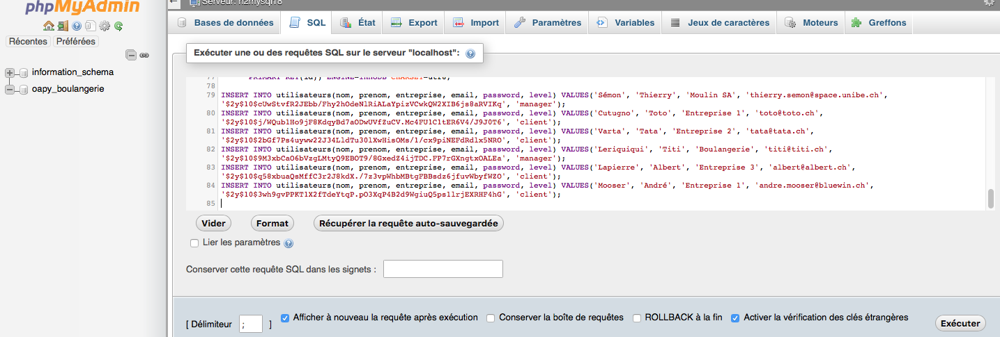 phpMyAdmin
Serveur: h2mysql18
Récentes Préférées
information_schema
oapy_boulangerie
Bases de données SQL État Export Import Paramètres Variables Jeux de caractères Moteurs Greffons
Exécuter une ou des requêtes SQL sur le serveur "localhost":
77 PRIMARY KEY(id)) ENGINE=INNODB CHARSET=utf8;
78
79 INSERT INTO utilisateurs(nom, prenom, entreprise, email, password, level) VALUES('Sémon', 'Thierry', 'Moulin SA', 'thierry.semon@space.unibe.ch',
'$2y$10$cUwStvfR2JEbb/Fhy2hOdeNlRiALaYpizVCwkQW2XIB6js8aRVIKq', 'manager');
80 INSERT INTO utilisateurs(nom, prenom, entreprise, email, password, level) VALUES('Cutugno', 'Toto', 'Entreprise 1', 'toto@toto.ch',
'$2y$10$j/WQublHo9jF8KdqyBd7aODwUVfZuCV.Mc4FU1CltER6V4/J9J0T6', 'client');
81 INSERT INTO utilisateurs(nom, prenom, entreprise, email, password, level) VALUES('Varta', 'Tata', 'Entreprise 2', 'tata@tata.ch',
'$2y$10$2bGf7Ps4uyww22J34LldTu30lXwHisOMs/1/cx9piNEFdRdlx5NRO', 'client');
82 INSERT INTO utilisateurs(nom, prenom, entreprise, email, password, level) VALUES('Leriquiqui', 'Titi', 'Boulangerie', 'titi@titi.ch',
'$2y$10$9M3xbCaO6bVzgLMtyQ9EBOT9/8GxedZ4ijTDC.FP7rGXngtxOALEa', 'manager');
83 INSERT INTO utilisateurs(nom, prenom, entreprise, email, password, level) VALUES('Lapierre', 'Albert', 'Entreprise 3', 'albert@albert.ch',
'$2y$10$q58xbuaQsMffC3r2J8kdX./7z3vpWhbMBtgFBBsdz6jfuvWbyfWZO', 'client');
84 INSERT INTO utilisateurs(nom, prenom, entreprise, email, password, level) VALUES('Mooser', 'André', 'Entreprise 1', 'andre.mooser@bluewin.ch',
'$2y$10$3wh9gvPPKTlX2fTdeYtqP.pO3XqP4B2d9WgiuQ5ps1lrjEXRHF4hG', 'client');
85
Vider Format Récupérer la requête auto-sauvegardée
Lier les paramètres
Conserver cette requête SQL dans les signets :
[ Délimiteur ; ] Afficher à nouveau la requête après exécution Conserver la boîte de requêtes ROLLBACK à la fin Activer la vérification des clés étrangères Exécuter